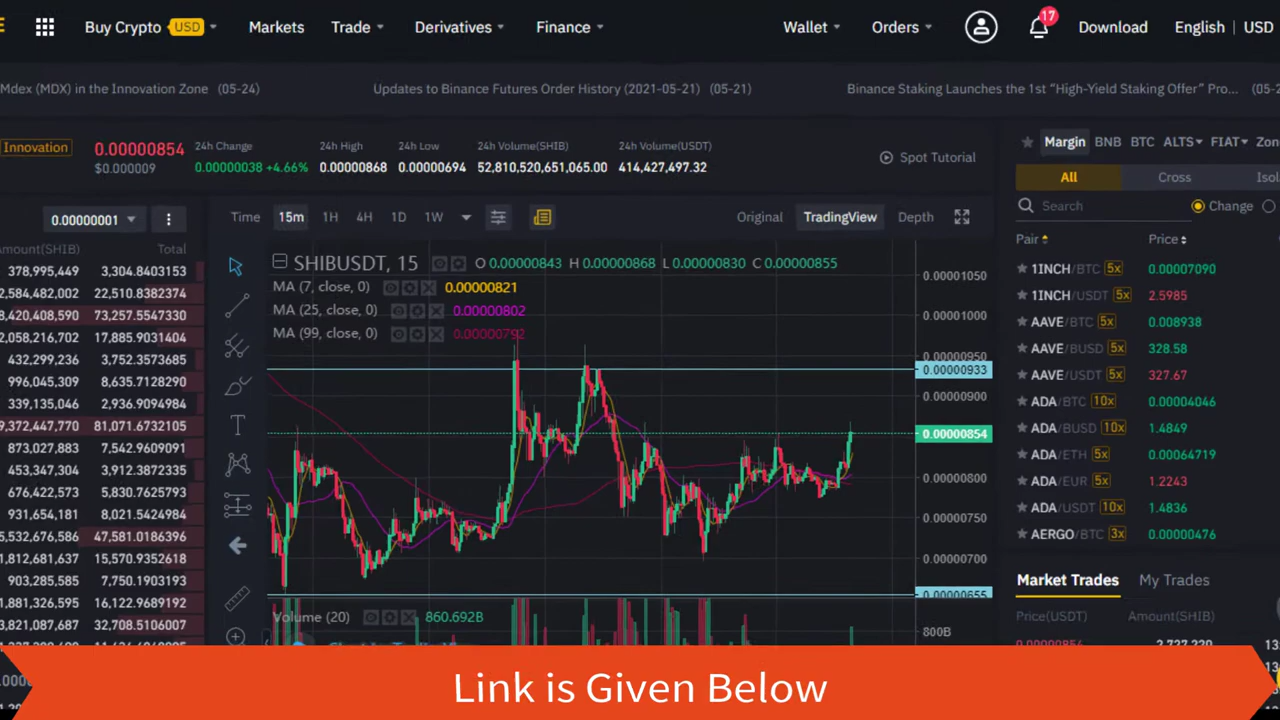 Buy Crypto USD Markets Trade Derivatives Finance Wallet Orders 17 Download English | USD
Mdex (MDX) in the Innovation Zone (05-24) Updates to Binance Futures Order History (2021-05-21) (05-21) Binance Staking Launches the 1st “High-Yield Staking Offer” Pro...
Innovation
0.00000854
$0.000009
24h Change
0.00000038 +4.66%
24h High
0.00000868
24h Low
0.00000694
24h Volume(SHIB)
52,810,520,651,065.00
24h Volume(USDT)
414,427,497.32
Spot Tutorial
0.00000001
Amount(SHIB) Total
378,995,449 3,304.8403153
2,584,482,002 22,510.8382374
8,420,408,590 73,257.5547330
2,058,216,702 17,885.9031404
432,299,236 3,752.3573685
996,045,309 8,635.7128290
339,135,046 2,936.9094984
9,372,447,770 81,071.6732105
873,027,088 7,542.9609091
453,347,304 3,912.3872335
676,423,512 5,830.7625793
931,654,181 8,021.5424984
5,532,676,586 47,581.0186396
1,812,681,637 15,570.9352618
903,285,585 7,750.1903193
1,881,326,595 16,122.9689192
3,821,087,687 32,708.5106007
Time 15m 1H 4H 1D 1W Original TradingView Depth
SHIBUSDT, 15 O 0.00000843 H 0.00000868 L 0.00000830 C 0.00000855
MA (7, close, 0) 0.00000821
MA (25, close, 0) 0.00000802
MA (99, close, 0) 0.00000792
0.00001050
0.00001000
0.00000950
0.00000933
0.00000900
0.00000854
0.00000800
0.00000750
0.00000700
0.00000655
Volume (20) 860.692B
800B
Margin BNB BTC ALTS FIAT Zon
All Cross Isol
Search Change
Pair Price
1INCH/BTC 5x 0.00007090
1INCH/USDT 5x 2.5985
AAVE/BTC 5x 0.008938
AAVE/BUSD 5x 328.58
AAVE/USDT 5x 327.67
ADA/BTC 10x 0.00004046
ADA/BUSD 10x 1.4849
ADA/ETH 5x 0.00064719
ADA/EUR 5x 1.2243
ADA/USDT 10x 1.4836
AERGO/BTC 3x 0.00000476
Market Trades My Trades
Price(USDT) Amount(SHIB)
Link is Given Below